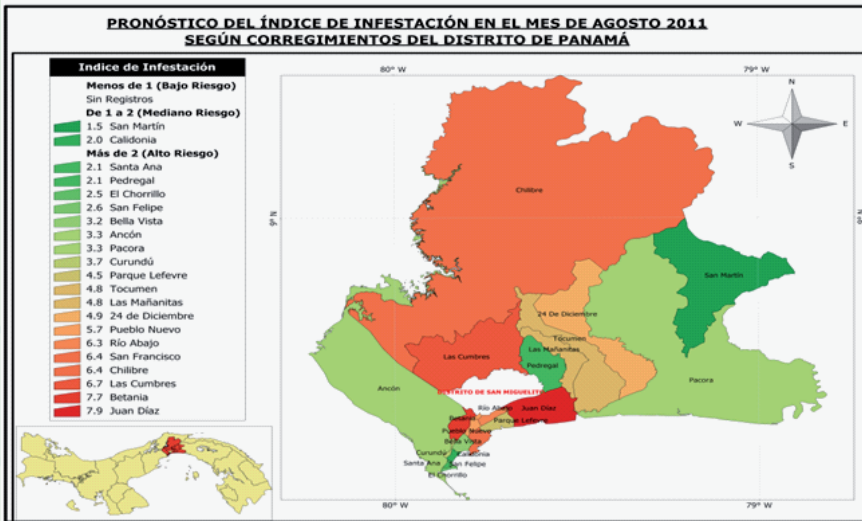 PRONÓSTICO DEL ÍNDICE DE INFESTACIÓN EN EL MES DE AGOSTO 2011
SEGÚN CORREGIMIENTOS DEL DISTRITO DE PANAMÁ
Indice de Infestación
Menos de 1 (Bajo Riesgo)
Sin Registros
De 1 a 2 (Mediano Riesgo)
1.5 San Martín
2.0 Calidonia
Más de 2 (Alto Riesgo)
2.1 Santa Ana
2.1 Pedregal
2.5 El Chorrillo
2.6 San Felipe
3.2 Bella Vista
3.3 Ancón
3.3 Pacora
3.7 Curundú
4.5 Parque Lefevre
4.8 Tocumen
4.8 Las Mañanitas
4.9 24 de Diciembre
5.7 Pueblo Nuevo
6.3 Río Abajo
6.4 San Francisco
6.4 Chilibre
6.7 Las Cumbres
7.7 Betania
7.9 Juan Díaz
80° W
79° W
N
W
E
S
9° N
9° N
Chilibre
San Martín
24 De Diciembre
Tocumen
Las Mañanitas
Las Cumbres
Pedregal
Ancón
Pacora
DISTRITO DE SAN MIGUELITO
Río Abajo
Juan Díaz
Betania
Parque Lefevre
Pueblo Nuevo
Bella Vista
Curundú
Calidonia
Santa Ana
San Felipe
El Chorrillo
80° W
79° W